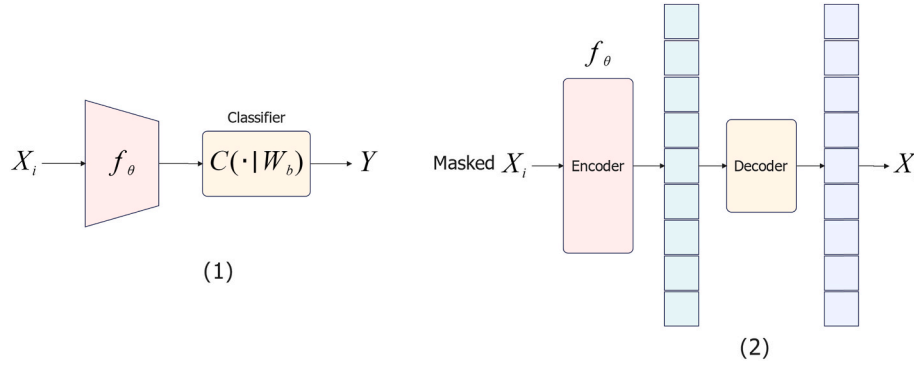 X_i
f_θ
Classifier
C(·|W_b)
Y
(1)
Masked X_i
f_θ
Encoder
Decoder
X
(2)